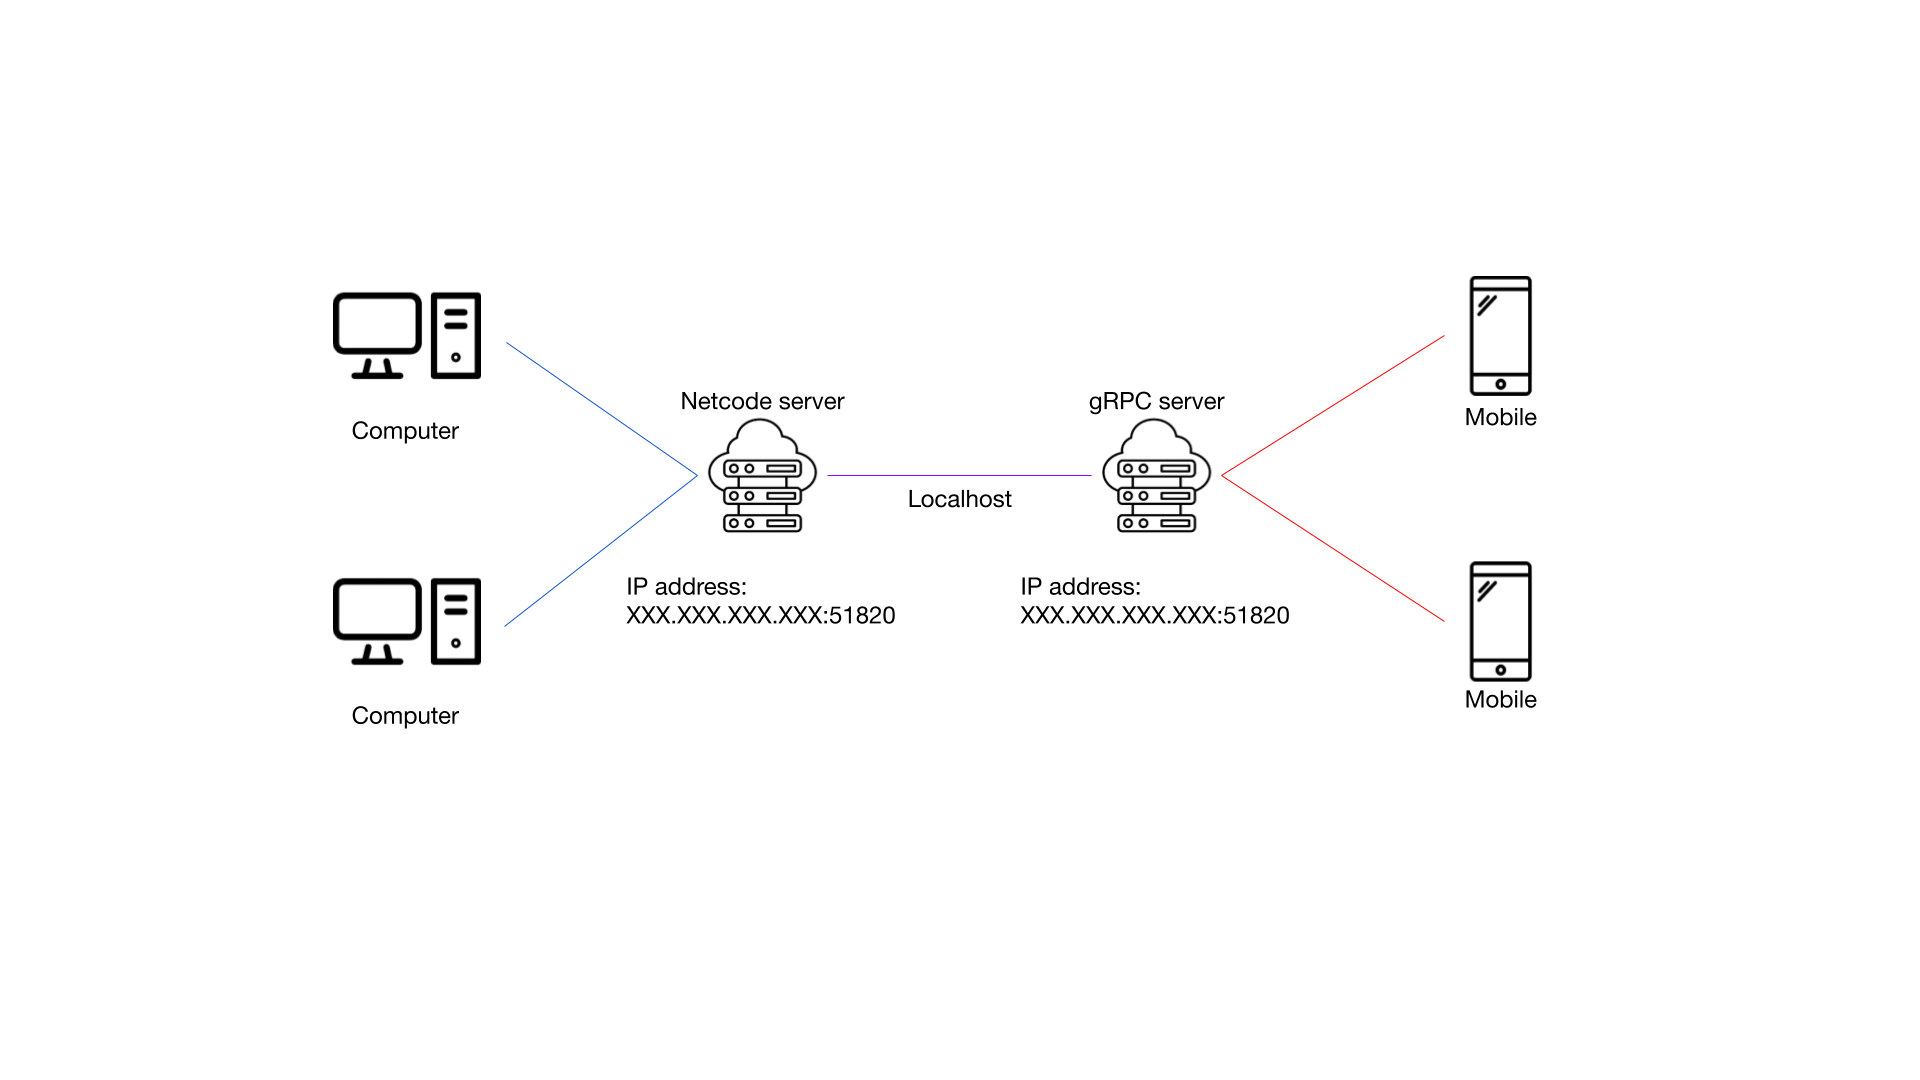 Netcode server
gRPC server
Computer
Mobile
Localhost
IP address:
XXX.XXX.XXX.XXX:51820
IP address:
XXX.XXX.XXX.XXX:51820
Computer
Mobile